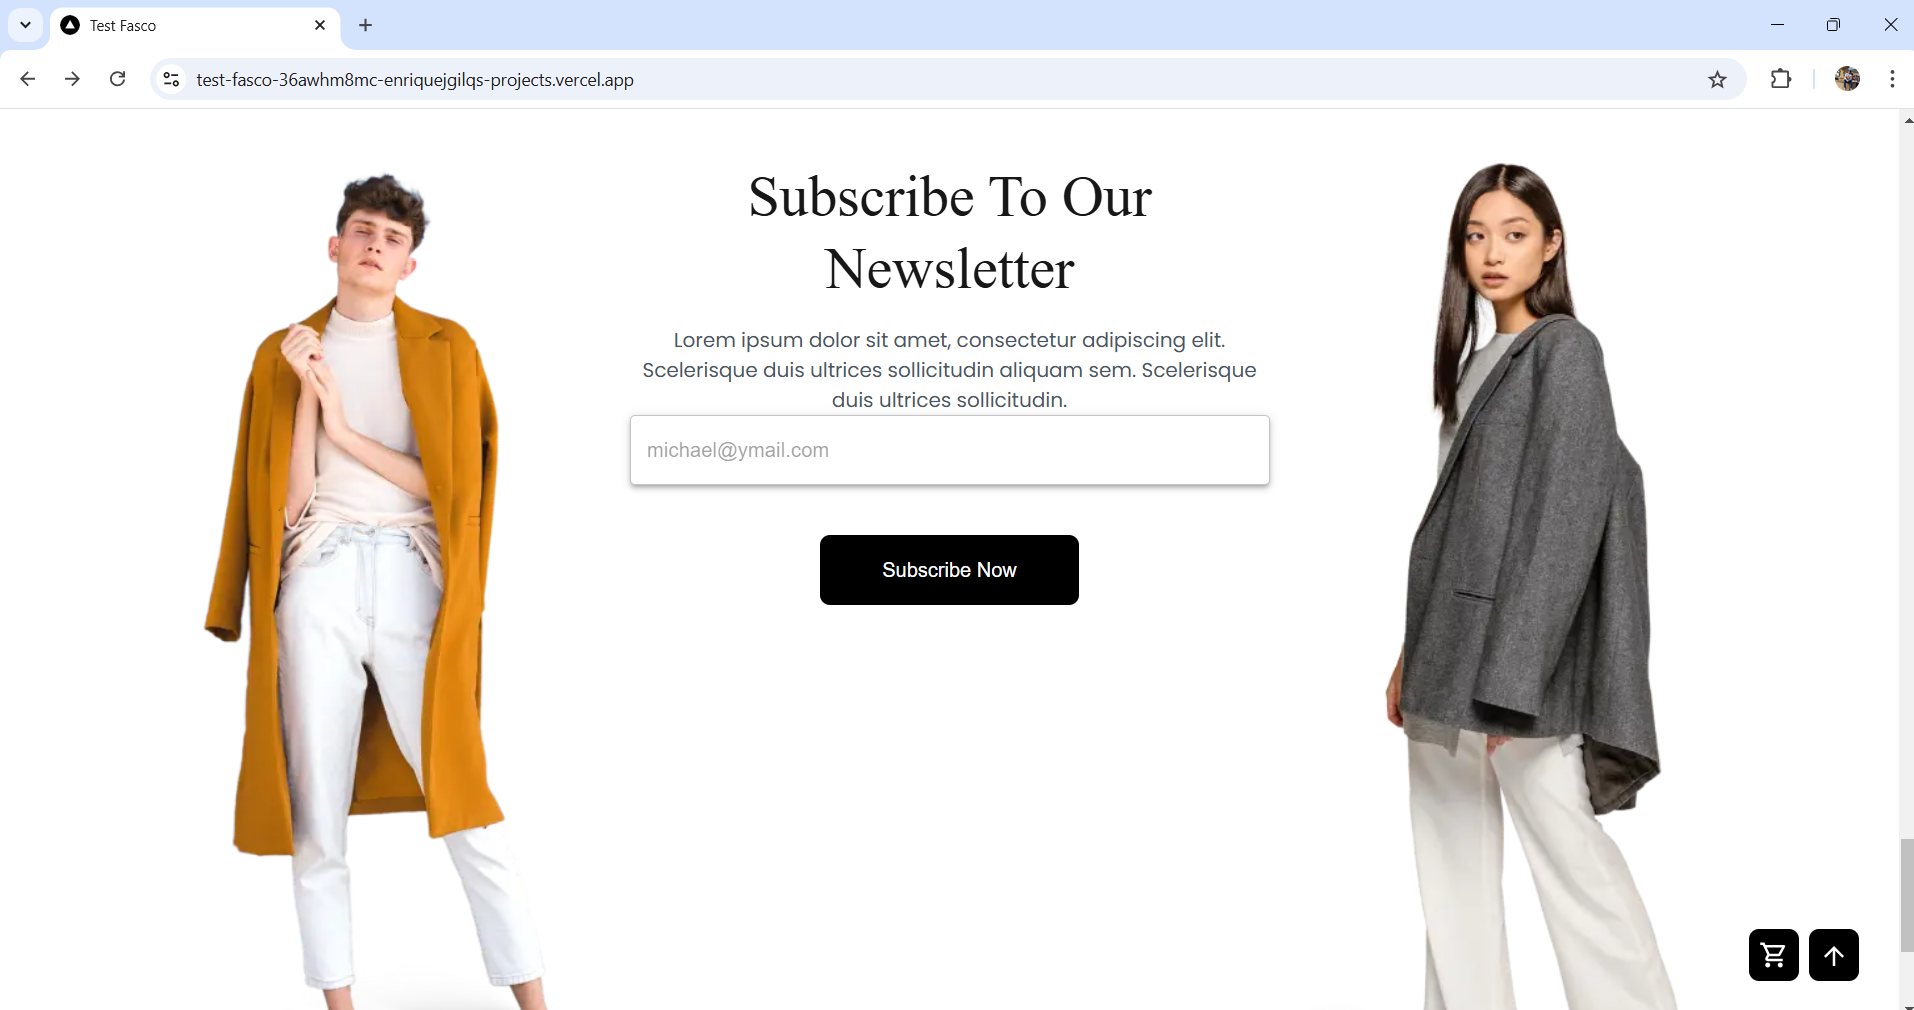 Test Fasco
test-fasco-36awhm8mc-enriquejgilqs-projects.vercel.app
Subscribe To Our
Newsletter
Lorem ipsum dolor sit amet, consectetur adipiscing elit.
Scelerisque duis ultrices sollicitudin aliquam sem. Scelerisque
duis ultrices sollicitudin.
michael@ymail.com
Subscribe Now